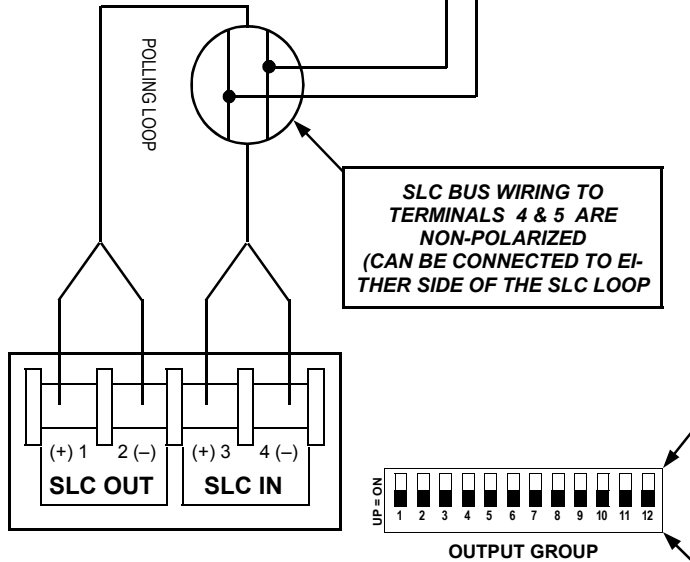 POLLING LOOP
SLC BUS WIRING TO
TERMINALS 4 & 5 ARE
NON-POLARIZED
(CAN BE CONNECTED TO EI-
THER SIDE OF THE SLC LOOP
(+) 1 2 (–) (+) 3 4 (–)
SLC OUT SLC IN
UP = ON
1 2 3 4 5 6 7 8 9 10 11 12
OUTPUT GROUP